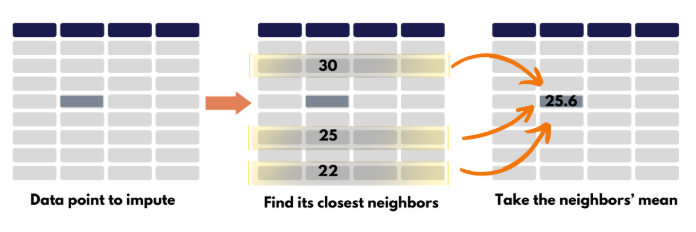 30
25.6
25
22
Data point to impute
Find its closest neighbors
Take the neighbors’ mean